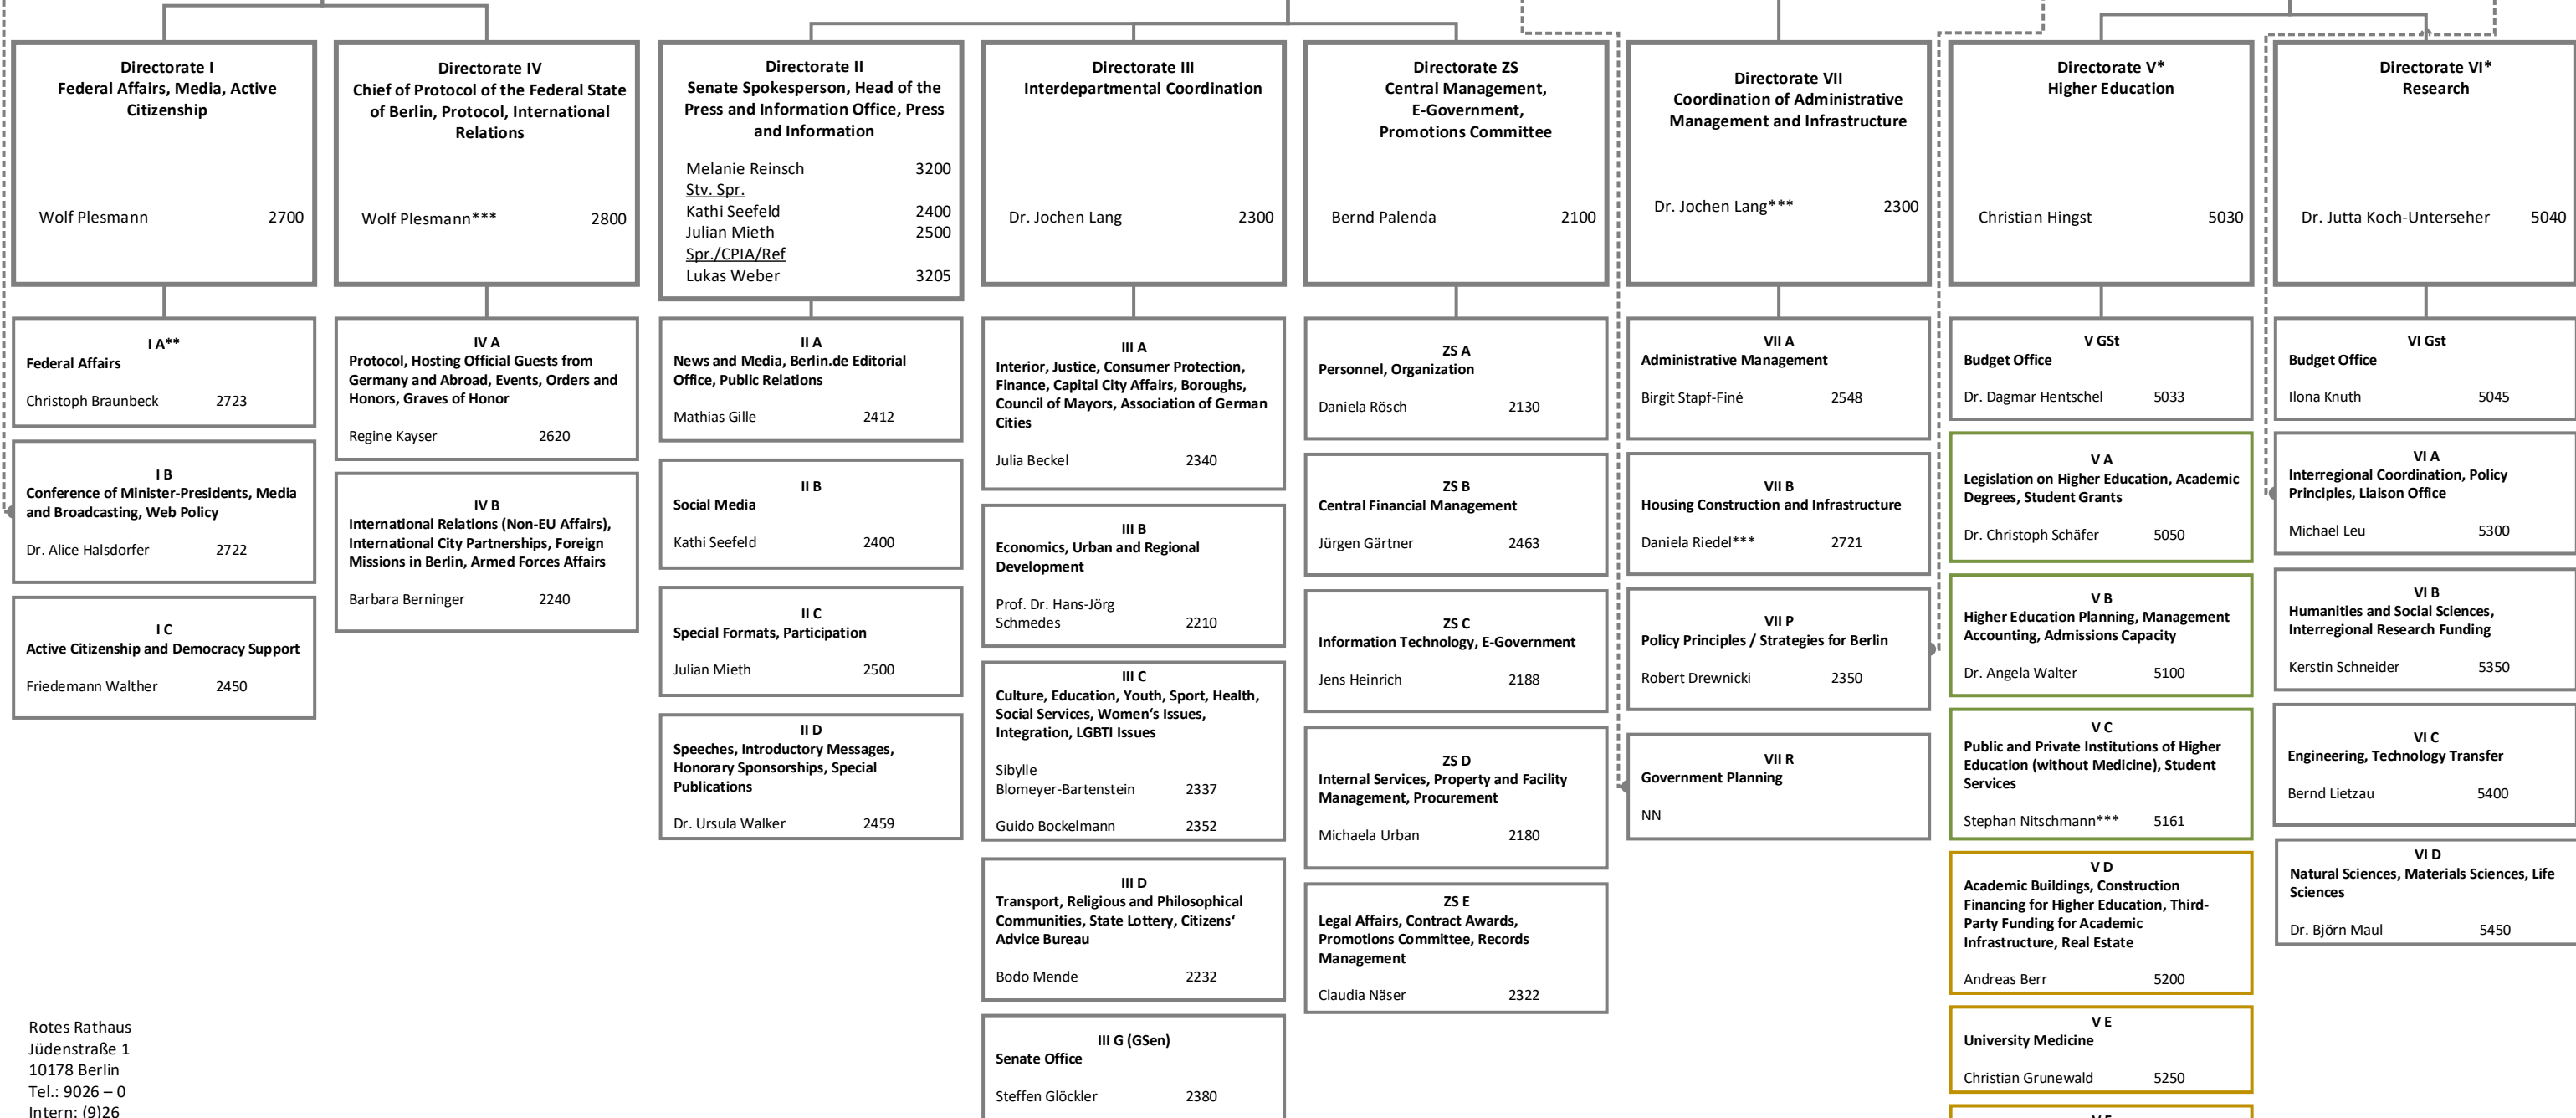 Directorate I
Federal Affairs, Media, Active
Citizenship
Wolf Plesmann 2700
I A**
Federal Affairs
Christoph Braunbeck 2723
I B
Conference of Minister-Presidents, Media
and Broadcasting, Web Policy
Dr. Alice Halsdorfer 2722
I C
Active Citizenship and Democracy Support
Friedemann Walther 2450
Rotes Rathaus
Jüdenstraße 1
10178 Berlin
Tel.: 9026 – 0
Intern: (9)26
Directorate IV
Chief of Protocol of the Federal State
of Berlin, Protocol, International
Relations
Wolf Plesmann*** 2800
IV A
Protocol, Hosting Official Guests from
Germany and Abroad, Events, Orders and
Honors, Graves of Honor
Regine Kayser 2620
IV B
International Relations (Non-EU Affairs),
International City Partnerships, Foreign
Missions in Berlin, Armed Forces Affairs
Barbara Berninger 2240
Directorate II
Senate Spokesperson, Head of the
Press and Information Office, Press
and Information
Melanie Reinsch 3200
Stv. Spr.
Kathi Seefeld 2400
Julian Mieth 2500
Spr./CPIA/Ref
Lukas Weber 3205
II A
News and Media, Berlin.de Editorial
Office, Public Relations
Mathias Gille 2412
II B
Social Media
Kathi Seefeld 2400
II C
Special Formats, Participation
Julian Mieth 2500
II D
Speeches, Introductory Messages,
Honorary Sponsorships, Special
Publications
Dr. Ursula Walker 2459
Directorate III
Interdepartmental Coordination
Dr. Jochen Lang 2300
III A
Interior, Justice, Consumer Protection,
Finance, Capital City Affairs, Boroughs,
Council of Mayors, Association of German
Cities
Julia Beckel 2340
III B
Economics, Urban and Regional
Development
Prof. Dr. Hans-Jörg
Schmedes 2210
III C
Culture, Education, Youth, Sport, Health,
Social Services, Women‘s Issues,
Integration, LGBTI Issues
Sibylle
Blomeyer-Bartenstein 2337
Guido Bockelmann 2352
III D
Transport, Religious and Philosophical
Communities, State Lottery, Citizens‘
Advice Bureau
Bodo Mende 2232
III G (GSen)
Senate Office
Steffen Glöckler 2380
Directorate ZS
Central Management,
E-Government,
Promotions Committee
Bernd Palenda 2100
ZS A
Personnel, Organization
Daniela Rösch 2130
ZS B
Central Financial Management
Jürgen Gärtner 2463
ZS C
Information Technology, E-Government
Jens Heinrich 2188
ZS D
Internal Services, Property and Facility
Management, Procurement
Michaela Urban 2180
ZS E
Legal Affairs, Contract Awards,
Promotions Committee, Records
Management
Claudia Näser 2322
Directorate VII
Coordination of Administrative
Management and Infrastructure
Dr. Jochen Lang*** 2300
VII A
Administrative Management
Birgit Stapf-Finé 2548
VII B
Housing Construction and Infrastructure
Daniela Riedel*** 2721
VII P
Policy Principles / Strategies for Berlin
Robert Drewnicki 2350
VII R
Government Planning
NN
Directorate V*
Higher Education
Christian Hingst 5030
V GSt
Budget Office
Dr. Dagmar Hentschel 5033
V A
Legislation on Higher Education, Academic
Degrees, Student Grants
Dr. Christoph Schäfer 5050
V B
Higher Education Planning, Management
Accounting, Admissions Capacity
Dr. Angela Walter 5100
V C
Public and Private Institutions of Higher
Education (without Medicine), Student
Services
Stephan Nitschmann*** 5161
V D
Academic Buildings, Construction
Financing for Higher Education, Third-
Party Funding for Academic
Infrastructure, Real Estate
Andreas Berr 5200
V E
University Medicine
Christian Grunewald 5250
Directorate VI*
Research
Dr. Jutta Koch-Unterseher 5040
VI Gst
Budget Office
Ilona Knuth 5045
VI A
Interregional Coordination, Policy
Principles, Liaison Office
Michael Leu 5300
VI B
Humanities and Social Sciences,
Interregional Research Funding
Kerstin Schneider 5350
VI C
Engineering, Technology Transfer
Bernd Lietzau 5400
VI D
Natural Sciences, Materials Sciences, Life
Sciences
Dr. Björn Maul 5450